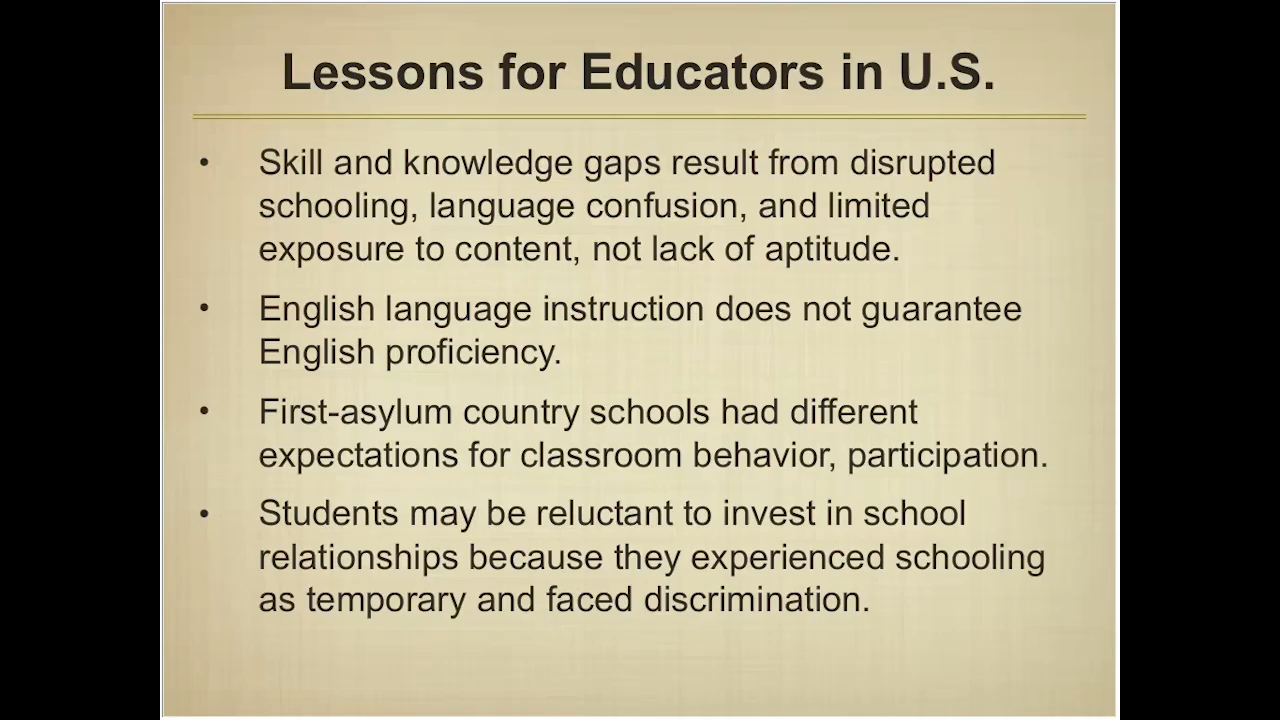 Lessons for Educators in U.S.
• Skill and knowledge gaps result from disrupted
schooling, language confusion, and limited
exposure to content, not lack of aptitude.
• English language instruction does not guarantee
English proficiency.
• First-asylum country schools had different
expectations for classroom behavior, participation.
• Students may be reluctant to invest in school
relationships because they experienced schooling
as temporary and faced discrimination.